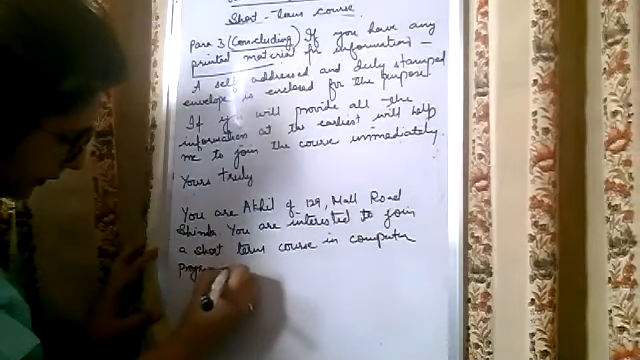 Short-term course.
Para 3 (Concluding) If you have any
printed material for information -
A self addressed and duly stamped
envelope is enclosed for the purpose.
If you will provide all the
information at the earliest will help
me to join the course immediately.
Yours truly
You are Akhil of 129, Mall Road
Shimla. You are interested to join
a short term course in computer
progr